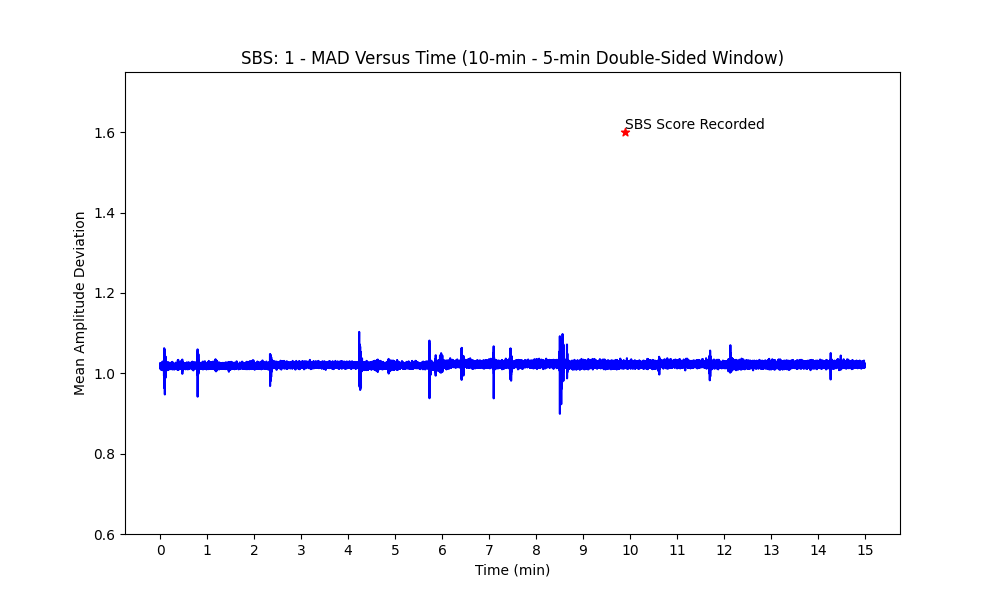 SBS: 1 - MAD Versus Time (10-min - 5-min Double-Sided Window)
SBS Score Recorded
Mean Amplitude Deviation
1.6
1.4
1.2
1.0
0.8
0.6
0 1 2 3 4 5 6 7 8 9 10 11 12 13 14 15
Time (min)